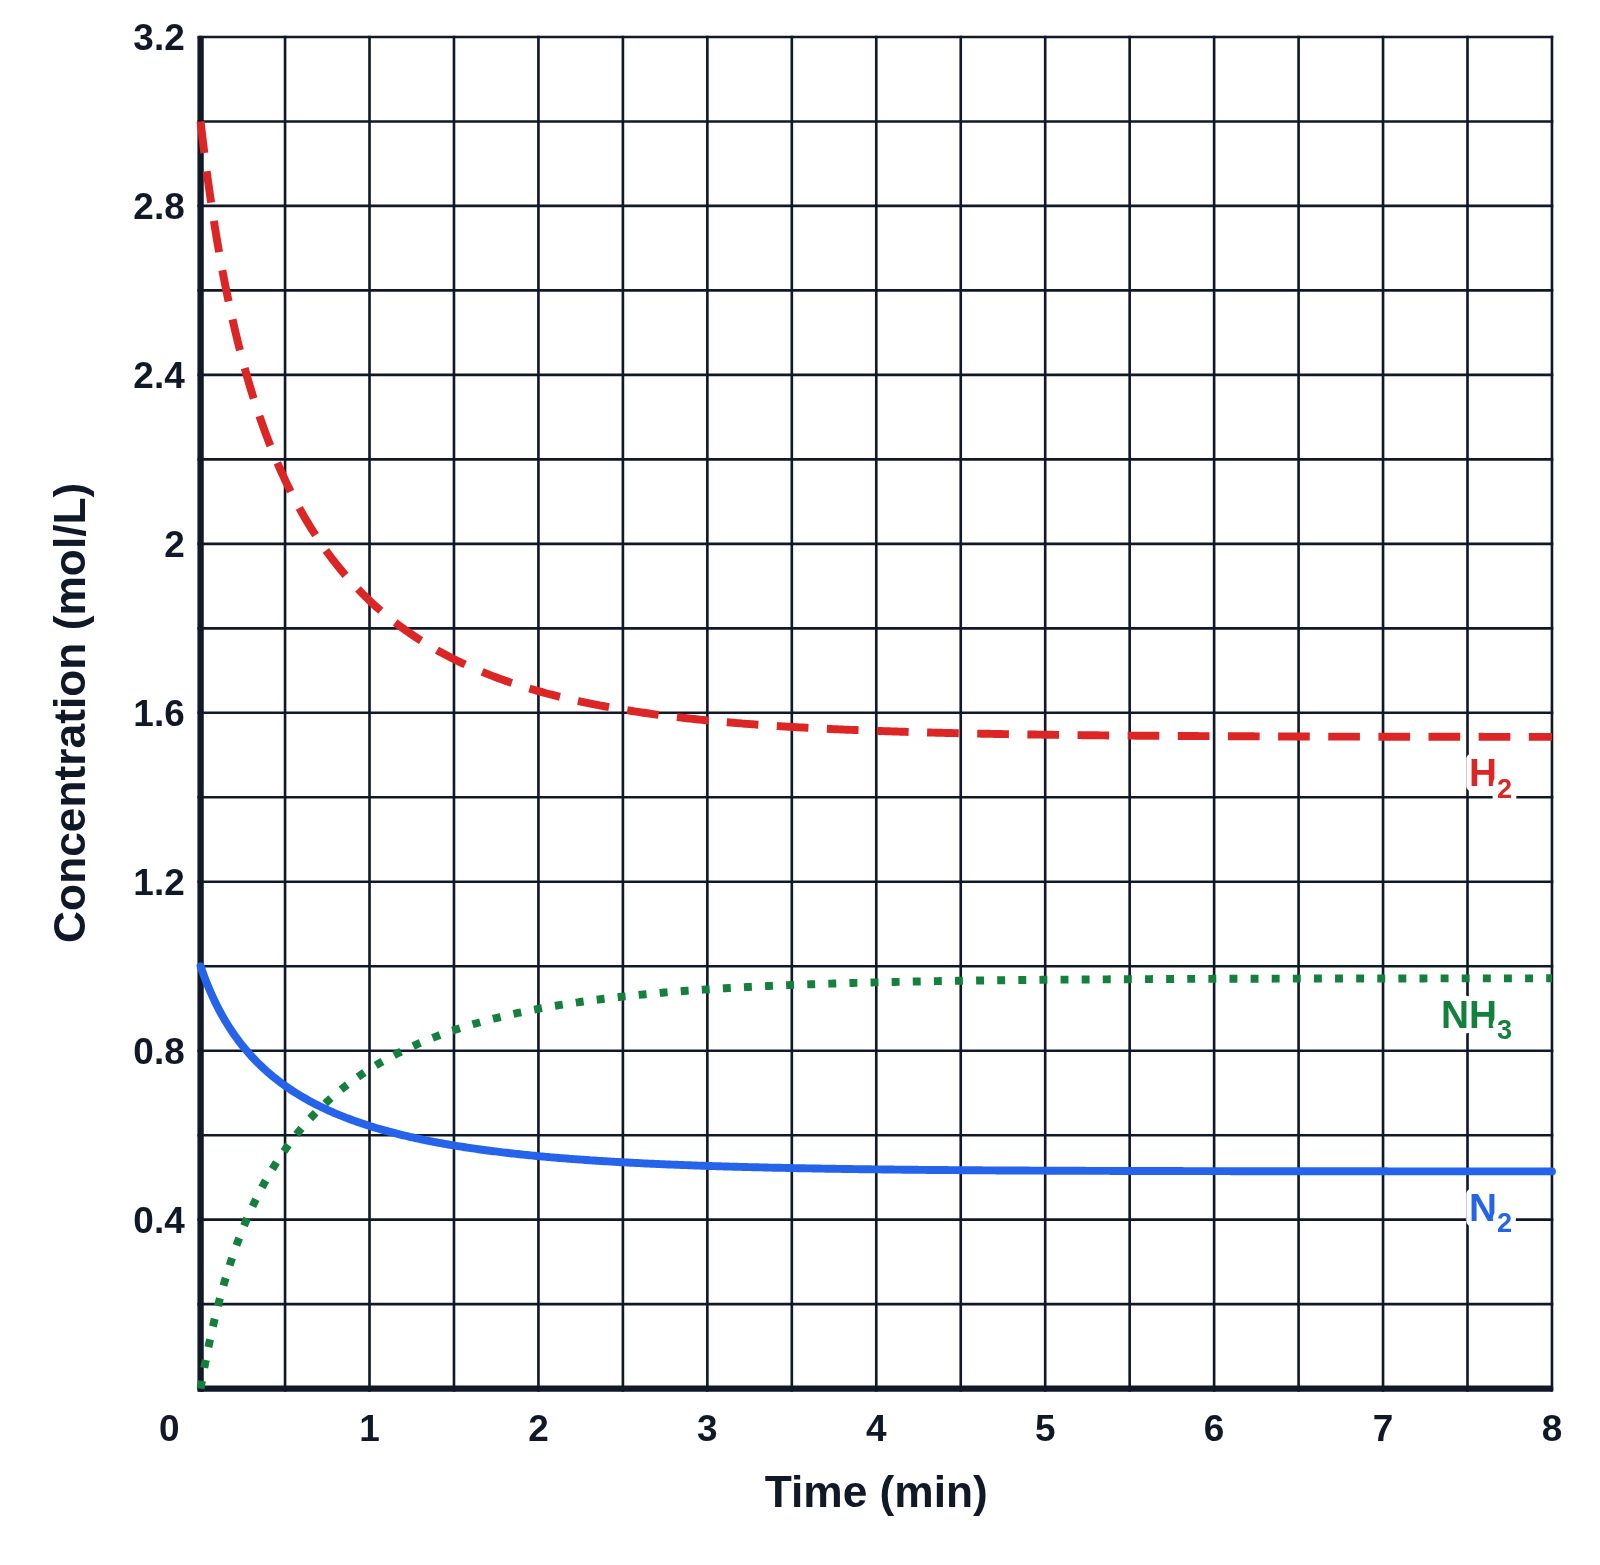 3.2
2.8
2.4
2
1.6
1.2
0.8
0.4
Concentration (mol/L)
H₂
NH₃
N₂
0 1 2 3 4 5 6 7 8
Time (min)